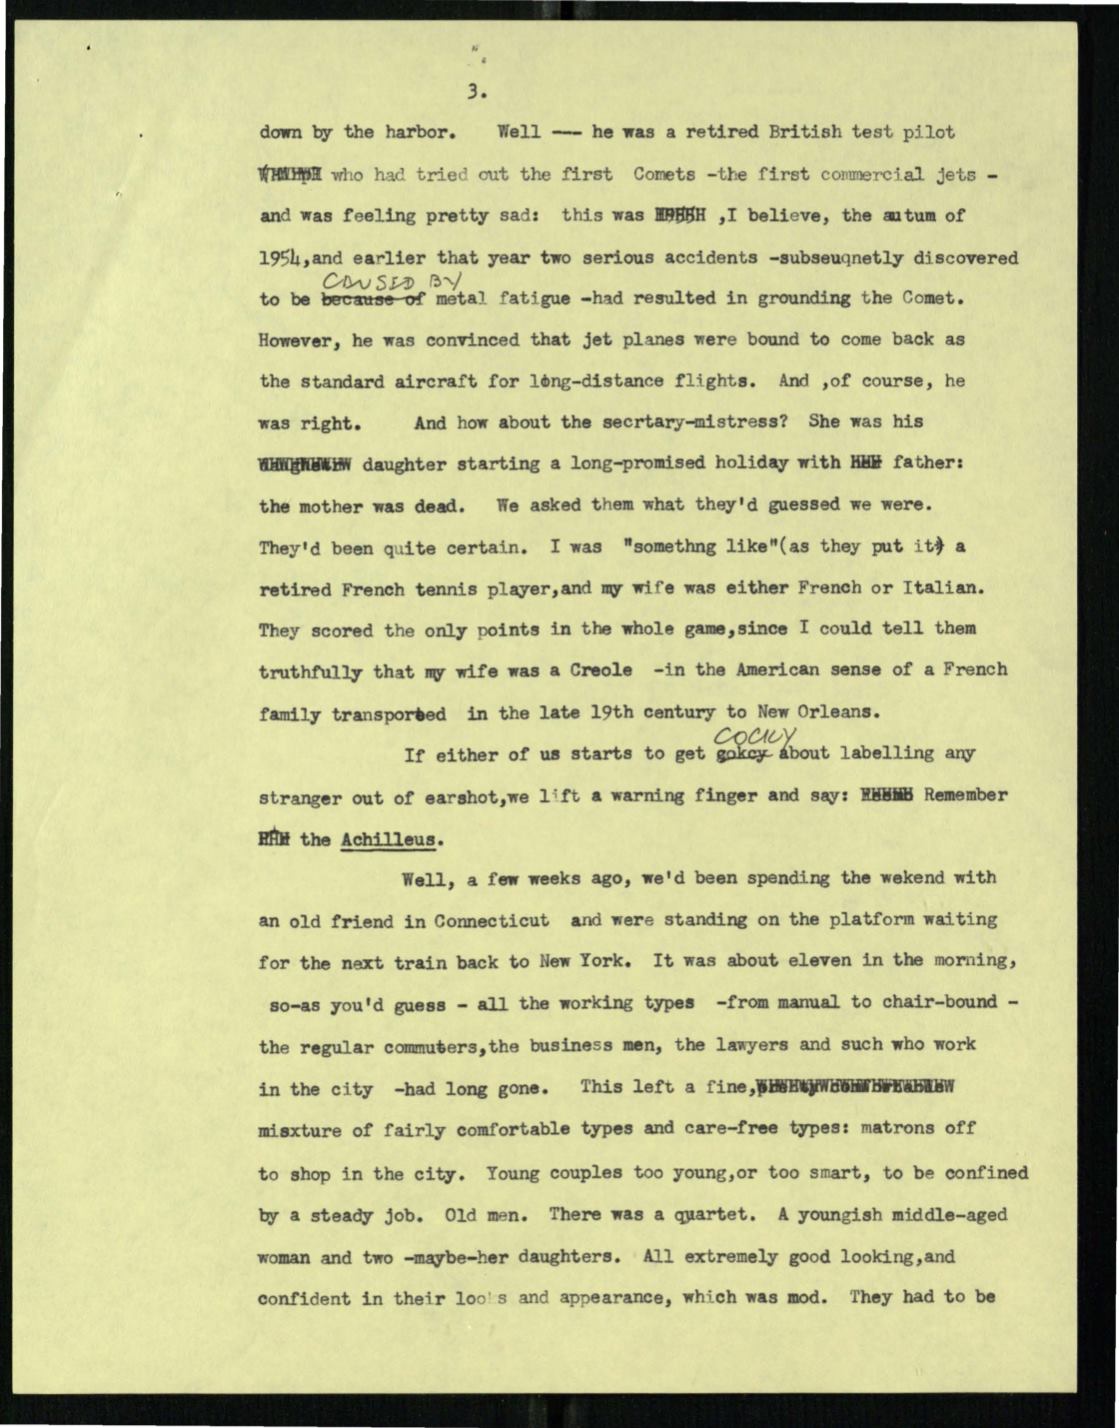 3.
down by the harbor. Well -- he was a retired British test pilot
who had tried out the first Comets -the first commercial jets -
and was feeling pretty sad: this was ,I believe, the autum of
1954,and earlier that year two serious accidents -subseuqnetly discovered
CAUSED BY
to be because of metal fatigue -had resulted in grounding the Comet.
However, he was convinced that jet planes were bound to come back as
the standard aircraft for long-distance flights. And ,of course, he
was right. And how about the secrtary-mistress? She was his
daughter starting a long-promised holiday with father:
the mother was dead. We asked them what they'd guessed we were.
They'd been quite certain. I was "somethng like"(as they put it) a
retired French tennis player,and my wife was either French or Italian.
They scored the only points in the whole game,since I could tell them
truthfully that my wife was a Creole -in the American sense of a French
family transported in the late 19th century to New Orleans.
COCKY
If either of us starts to get gokcy about labelling any
stranger out of earshot,we lift a warning finger and say: Remember
the Achilleus.
Well, a few weeks ago, we'd been spending the wekend with
an old friend in Connecticut and were standing on the platform waiting
for the next train back to New York. It was about eleven in the morning,
so-as you'd guess - all the working types -from manual to chair-bound -
the regular commuters,the business men, the lawyers and such who work
in the city -had long gone. This left a fine,
misxture of fairly comfortable types and care-free types: matrons off
to shop in the city. Young couples too young,or too smart, to be confined
by a steady job. Old men. There was a quartet. A youngish middle-aged
woman and two -maybe-her daughters. All extremely good looking,and
confident in their looks and appearance, which was mod. They had to be